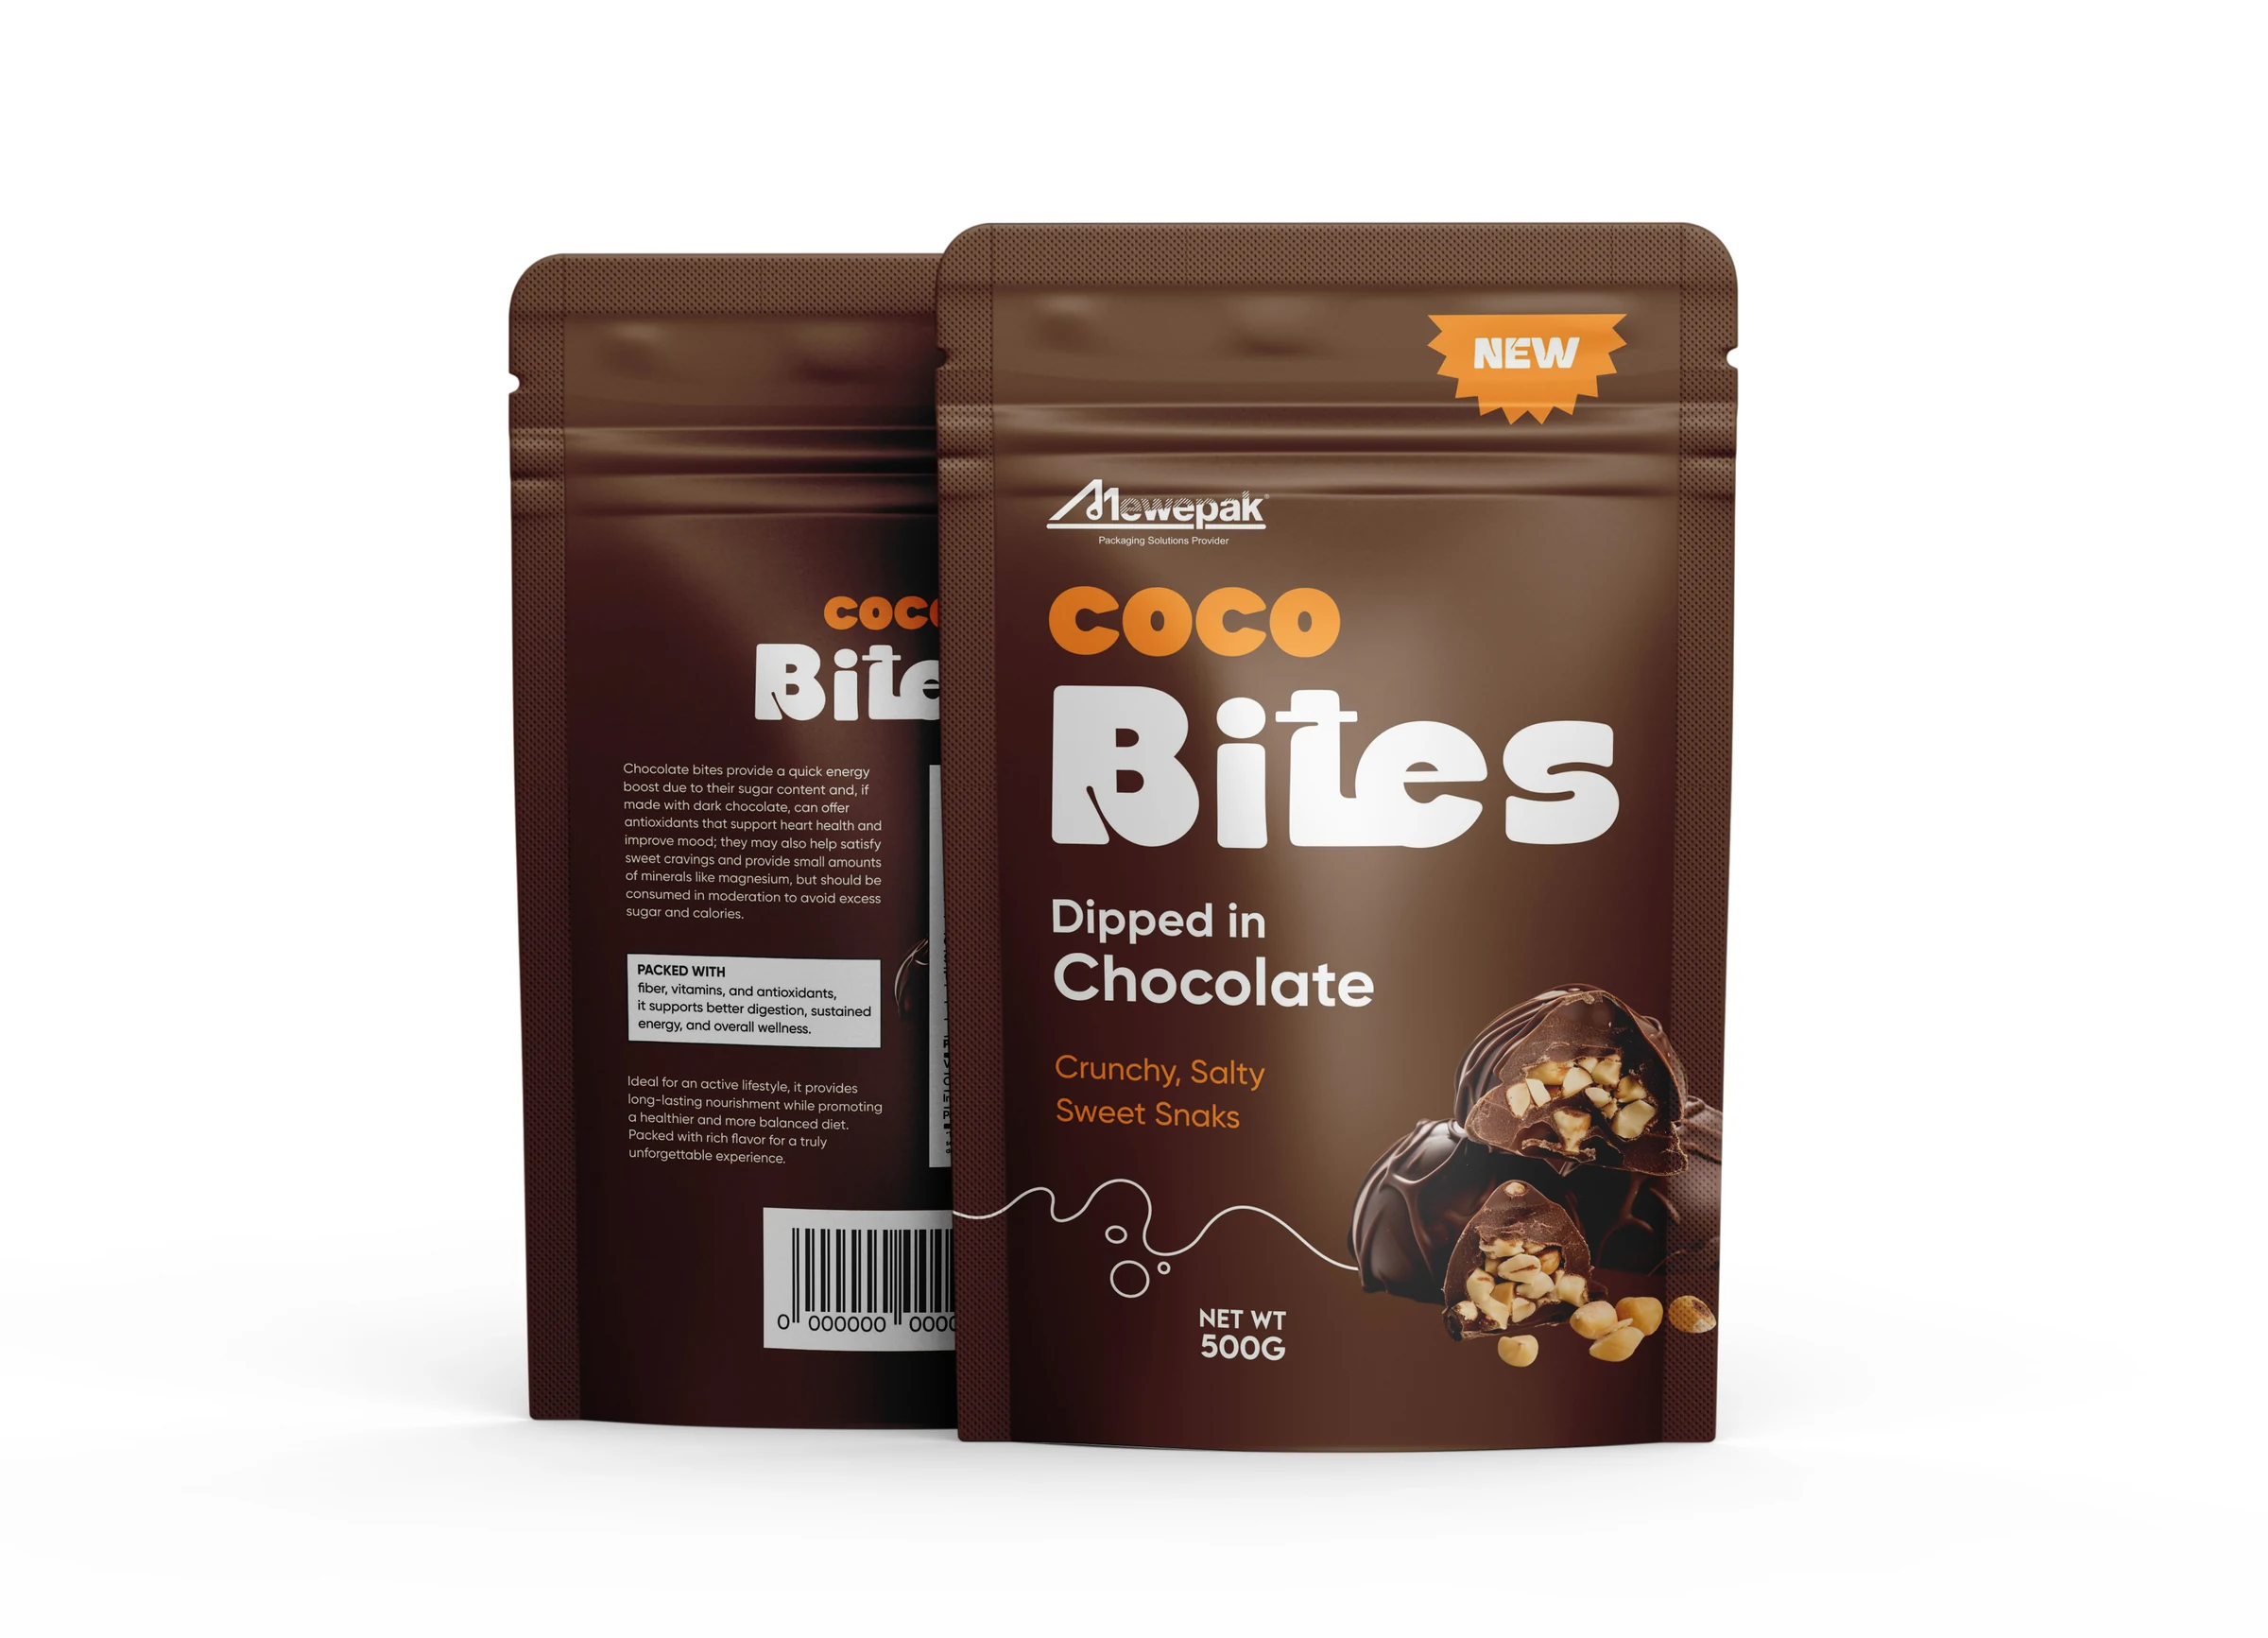 NEW
Mewepak
Packaging Solutions Provider
COCO
Bites
Dipped in
Chocolate
Crunchy, Salty
Sweet Snaks
NET WT
500G
Chocolate bites provide a quick energy
boost due to their sugar content and, if
made with dark chocolate, can offer
antioxidants that support heart health and
improve mood; they may also help satisfy
sweet cravings and provide small amounts
of minerals like magnesium, but should be
consumed in moderation to avoid excess
sugar and calories.
PACKED WITH
fiber, vitamins, and antioxidants,
it supports better digestion, sustained
energy, and overall wellness.
Ideal for an active lifestyle, it provides
long-lasting nourishment while promoting
a healthier and more balanced diet.
Packed with rich flavor for a truly
unforgettable experience.
0 000000